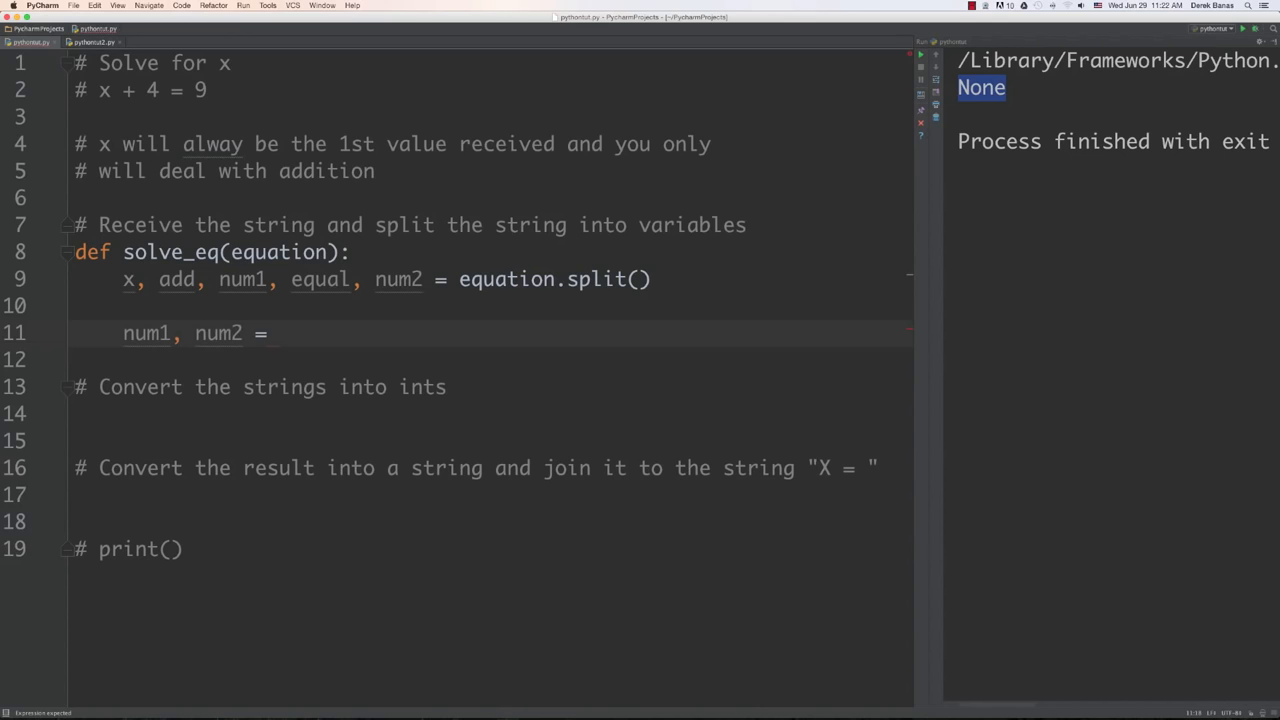 PyCharm File Edit View Navigate Code Refactor Run Tools VCS Window Help 10 Wed Jun 29 11:22 AM Derek Banas
pythontut.py - PycharmProjects - [~/PycharmProjects]
PycharmProjects pythontut.py pythontut
pythontut.py pythontut2.py Run pythontut
1 # Solve for x
2 # x + 4 = 9
3
4 # x will alway be the 1st value received and you only
5 # will deal with addition
6
7 # Receive the string and split the string into variables
8 def solve_eq(equation):
9 x, add, num1, equal, num2 = equation.split()
10
11 num1, num2 =
12
13 # Convert the strings into ints
14
15
16 # Convert the result into a string and join it to the string "X = "
17
18
19 # print()
/Library/Frameworks/Python.
None
Process finished with exit
Expression expected 11:18 LF÷ UTF-8÷